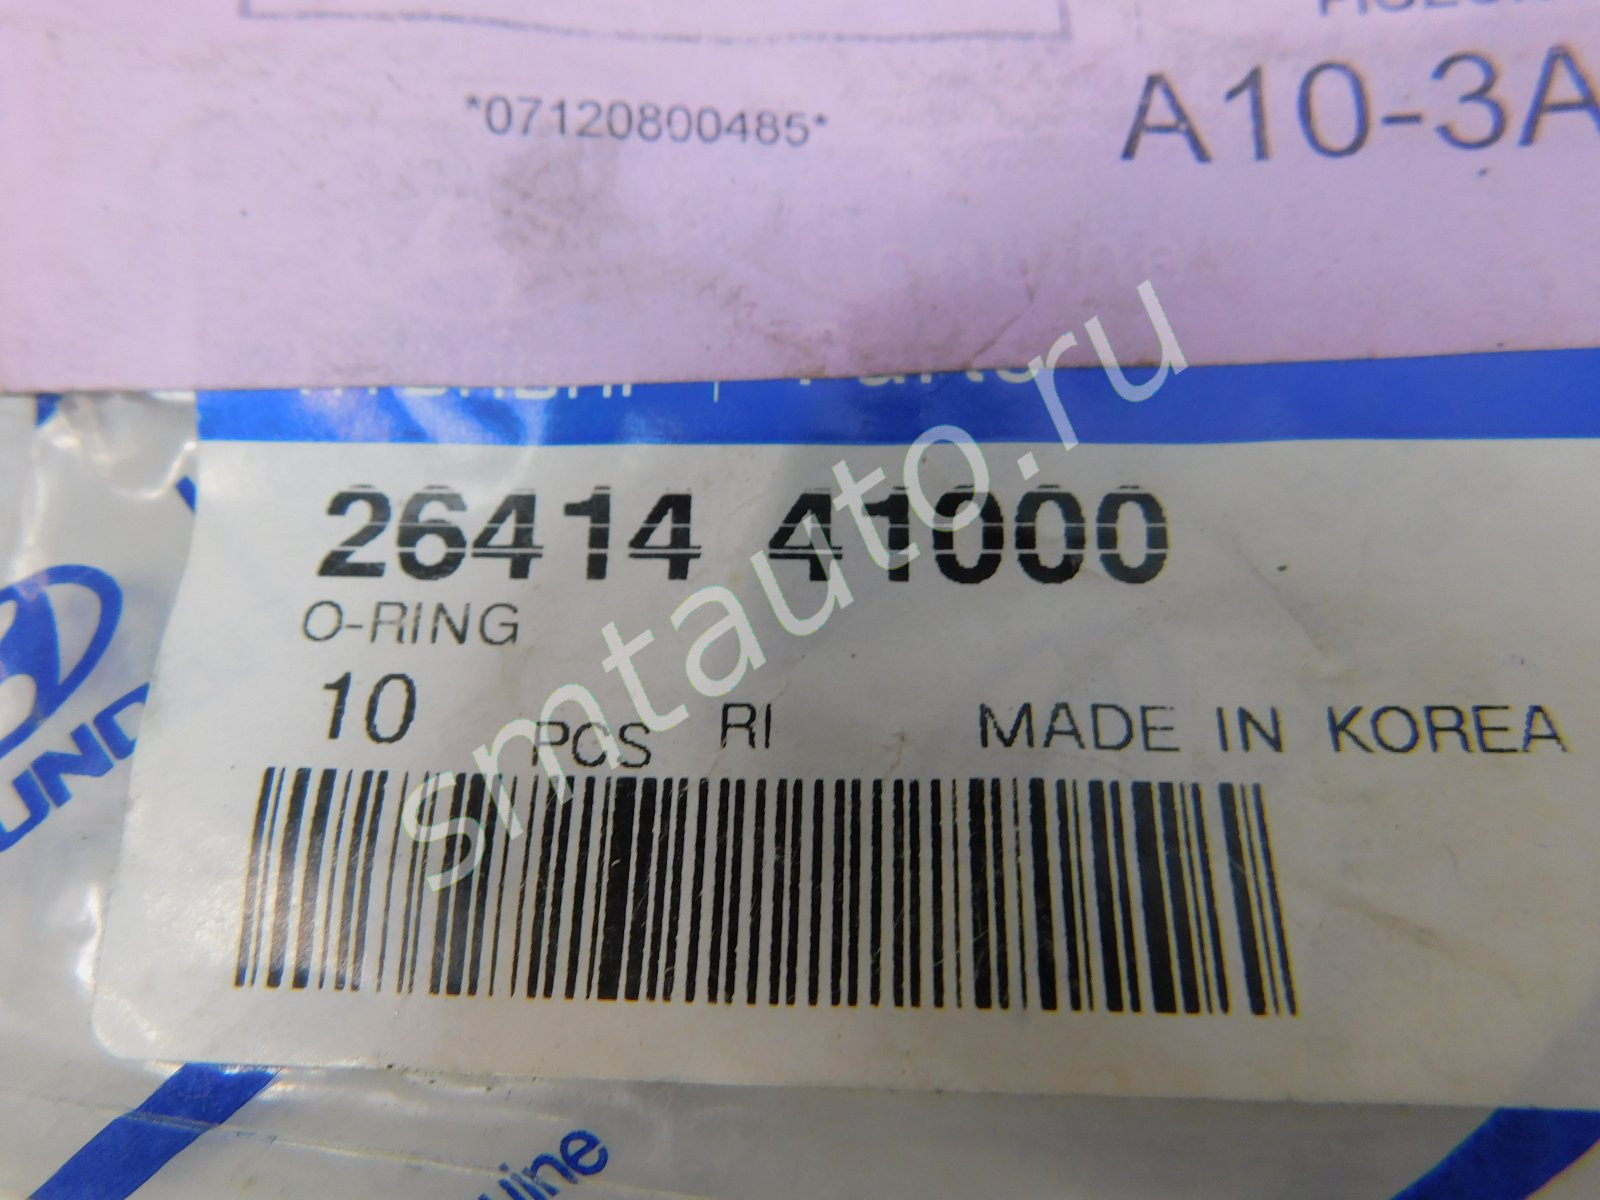 *07120800485*
A10-3A
26414 41000
O-RING
10 PCS RI MADE IN KOREA
smtauto.ru